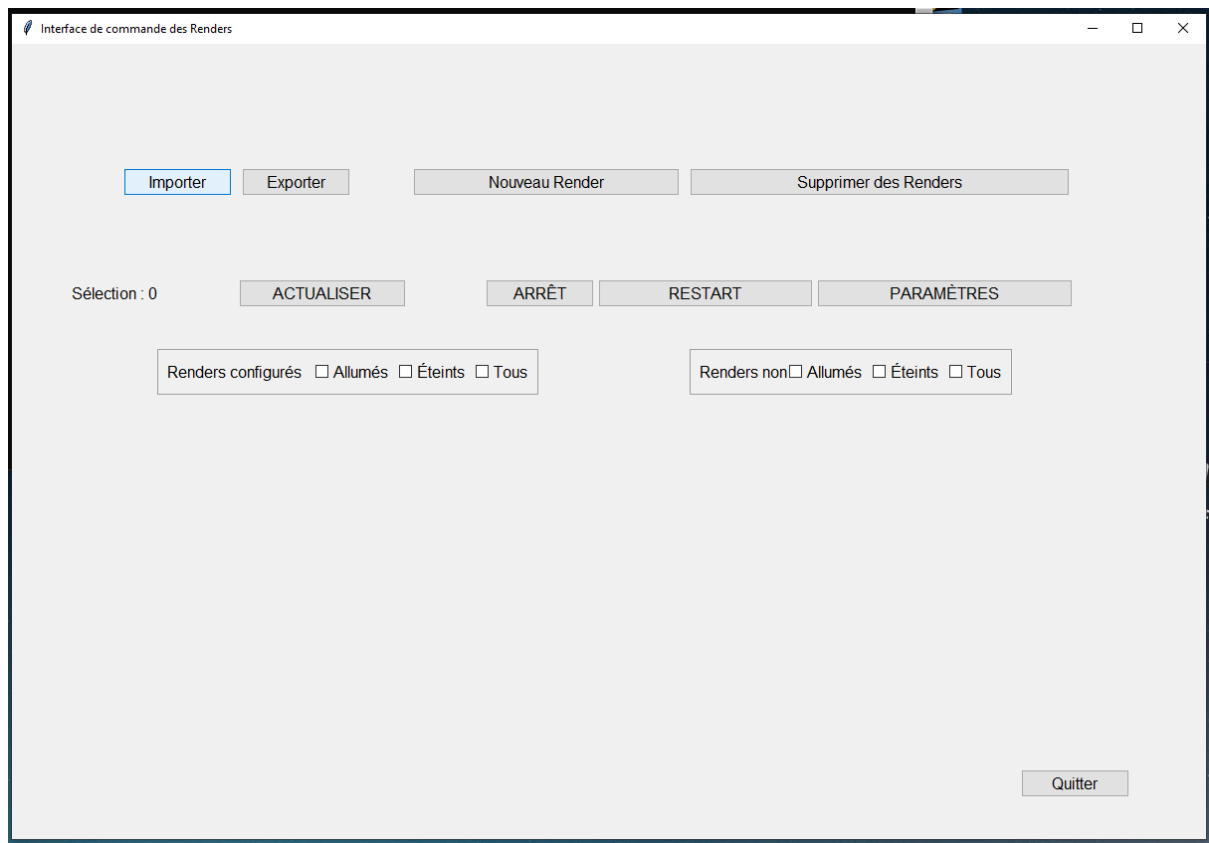 Interface de commande des Renders
Importer Exporter Nouveau Render Supprimer des Renders
Sélection : 0 ACTUALISER ARRÊT RESTART PARAMÈTRES
Renders configurés Allumés Éteints Tous Renders non Allumés Éteints Tous
Quitter